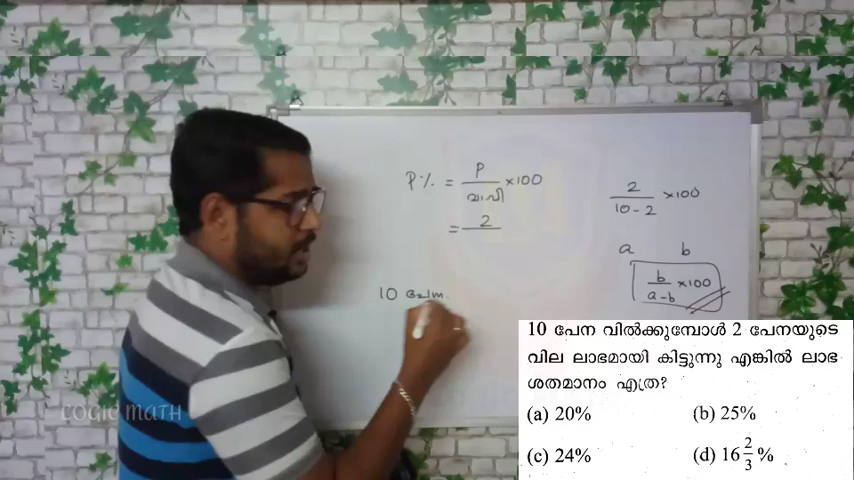 P% = P/വാവി ×100
= 2/
10 പേന
2/10-2 ×100
a b
b/a-b ×100
LOGIC MATH
10 പേന വിൽക്കുമ്പോൾ 2 പേനയുടെ
വില ലാഭമായി കിട്ടുന്നു എങ്കിൽ ലാഭ
ശതമാനം എത്ര?
(a) 20% (b) 25%
(c) 24% (d) 16 2/3 %